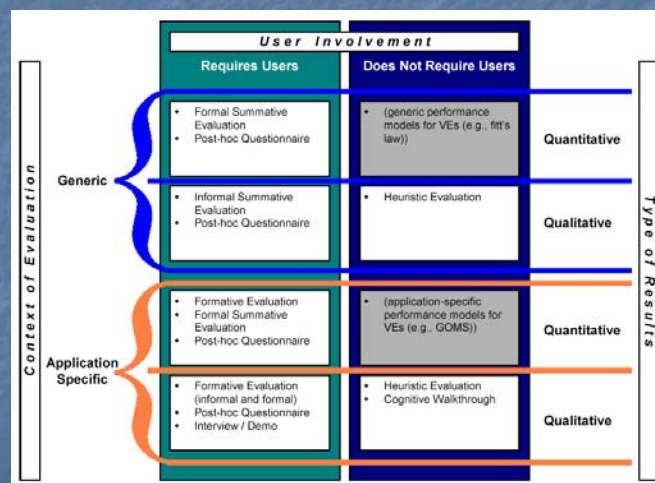 User Involvement
Requires Users
Does Not Require Users
Context of Evaluation
Type of Results
Generic
• Formal Summative
Evaluation
• Post-hoc Questionnaire
• (generic performance
models for VEs (e.g., fitt's
law))
Quantitative
• Informal Summative
Evaluation
• Post-hoc Questionnaire
• Heuristic Evaluation
Qualitative
Application
Specific
• Formative Evaluation
• Formal Summative
Evaluation
• Post-hoc Questionnaire
• (application-specific
performance models for
VEs (e.g., GOMS))
Quantitative
• Formative Evaluation
(informal and formal)
• Post-hoc Questionnaire
• Interview / Demo
• Heuristic Evaluation
• Cognitive Walkthrough
Qualitative